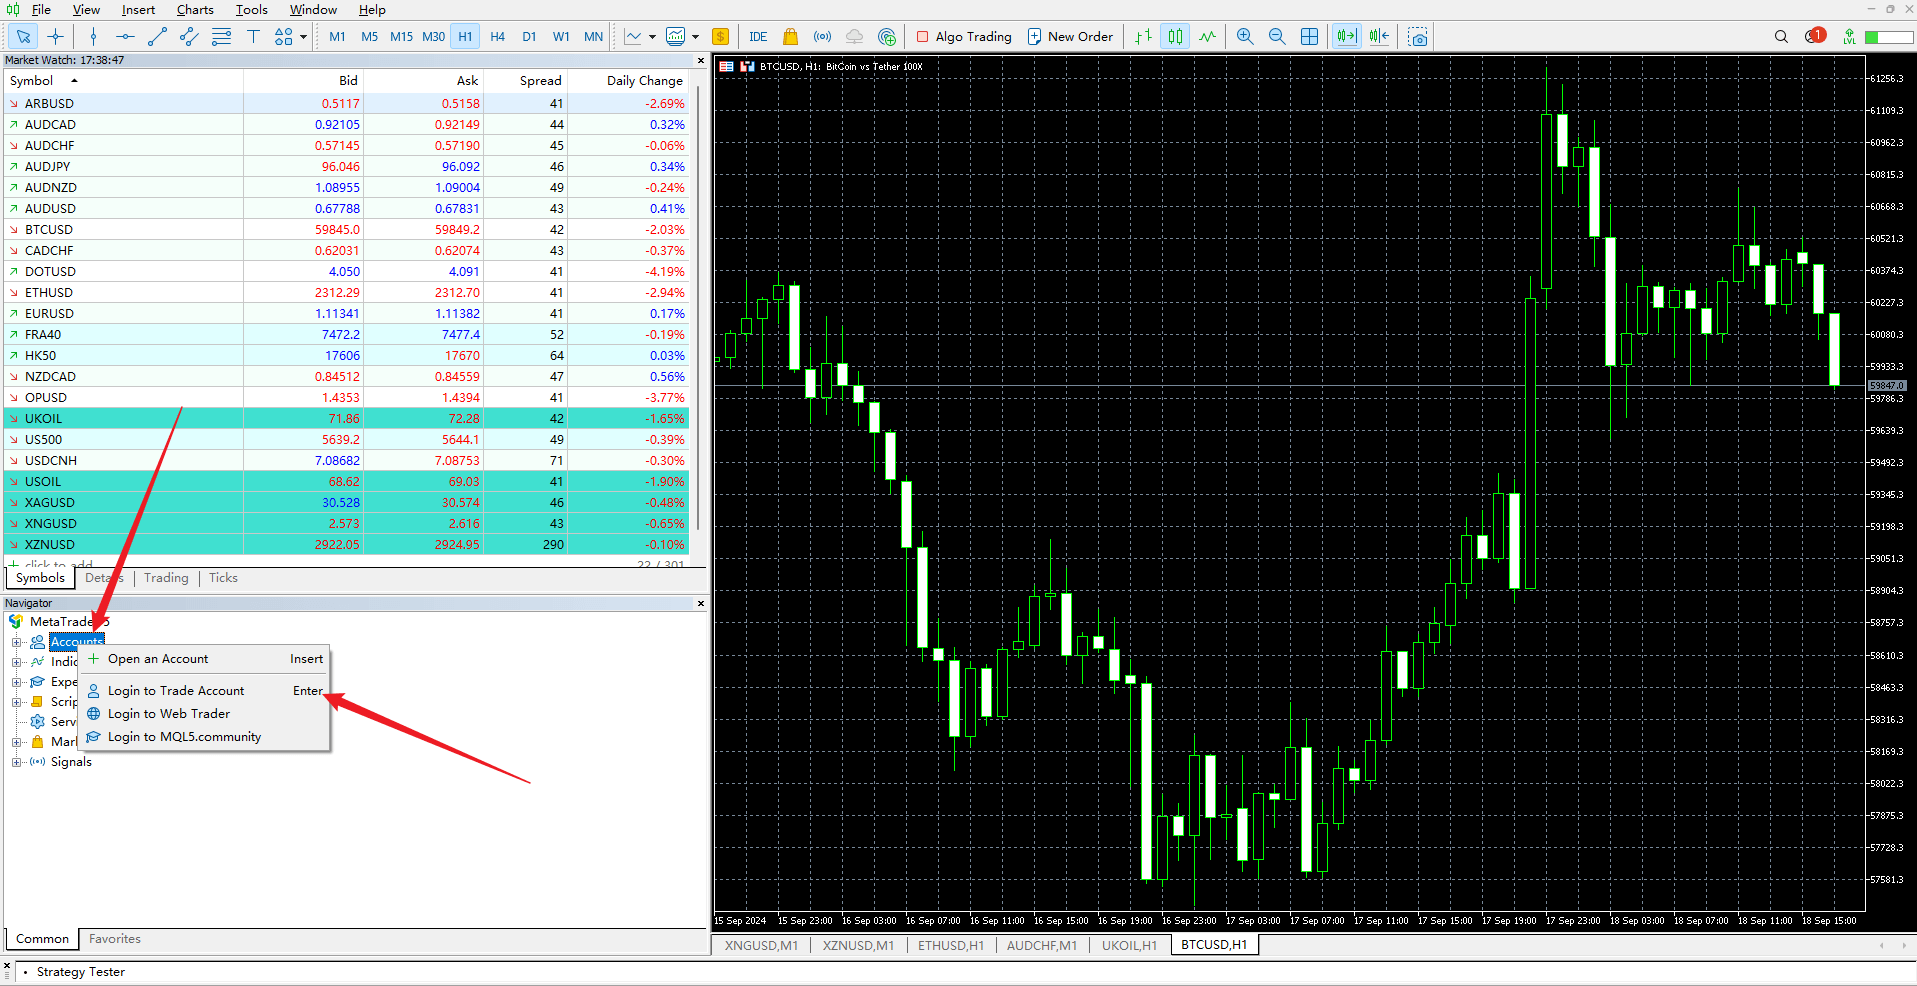 File View Insert Charts Tools Window Help
M1 M5 M15 M30 H1 H4 D1 W1 MN $ IDE Algo Trading New Order 1 LVL
Market Watch: 17:38:47
Symbol Bid Ask Spread Daily Change
ARBUSD 0.5117 0.5158 41 -2.69%
AUDCAD 0.92105 0.92149 44 0.32%
AUDCHF 0.57145 0.57190 45 -0.06%
AUDJPY 96.046 96.092 46 0.34%
AUDNZD 1.08955 1.09004 49 -0.24%
AUDUSD 0.67788 0.67831 43 0.41%
BTCUSD 59845.0 59849.2 42 -2.03%
CADCHF 0.62031 0.62074 43 -0.37%
DOTUSD 4.050 4.091 41 -4.19%
ETHUSD 2312.29 2312.70 41 -2.94%
EURUSD 1.11341 1.11382 41 0.17%
FRA40 7472.2 7477.4 52 -0.19%
HK50 17606 17670 64 0.03%
NZDCAD 0.84512 0.84559 47 0.56%
OPUSD 1.4353 1.4394 41 -3.77%
UKOIL 71.86 72.28 42 -1.65%
US500 5639.2 5644.1 49 -0.39%
USDCNH 7.08682 7.08753 71 -0.30%
USOIL 68.62 69.03 41 -1.90%
XAGUSD 30.528 30.574 46 -0.48%
XNGUSD 2.573 2.616 43 -0.65%
XZNUSD 2922.05 2924.95 290 -0.10%
+ click to add 22 / 301
Symbols Details Trading Ticks
Navigator
MetaTrader 5
Accounts
Indic
Expe
Scrip
Serv
Mark
Signals
Open an Account Insert
Login to Trade Account Enter
Login to Web Trader
Login to MQL5.community
Common Favorites
Strategy Tester
BTCUSD, H1: BitCoin vs Tether 100X
61256.3
61109.3
60962.3
60815.3
60668.3
60521.3
60374.3
60227.3
60080.3
59933.3
59847.0
59786.3
59639.3
59492.3
59345.3
59198.3
59051.3
58904.3
58757.3
58610.3
58463.3
58316.3
58169.3
58022.3
57875.3
57728.3
57581.3
15 Sep 2024 15 Sep 23:00 16 Sep 03:00 16 Sep 07:00 16 Sep 11:00 16 Sep 15:00 16 Sep 19:00 16 Sep 23:00 17 Sep 03:00 17 Sep 07:00 17 Sep 11:00 17 Sep 15:00 17 Sep 19:00 17 Sep 23:00 18 Sep 03:00 18 Sep 07:00 18 Sep 11:00 18 Sep 15:00
XNGUSD,M1 XZNUSD,M1 ETHUSD,H1 AUDCHF,M1 UKOIL,H1 BTCUSD,H1